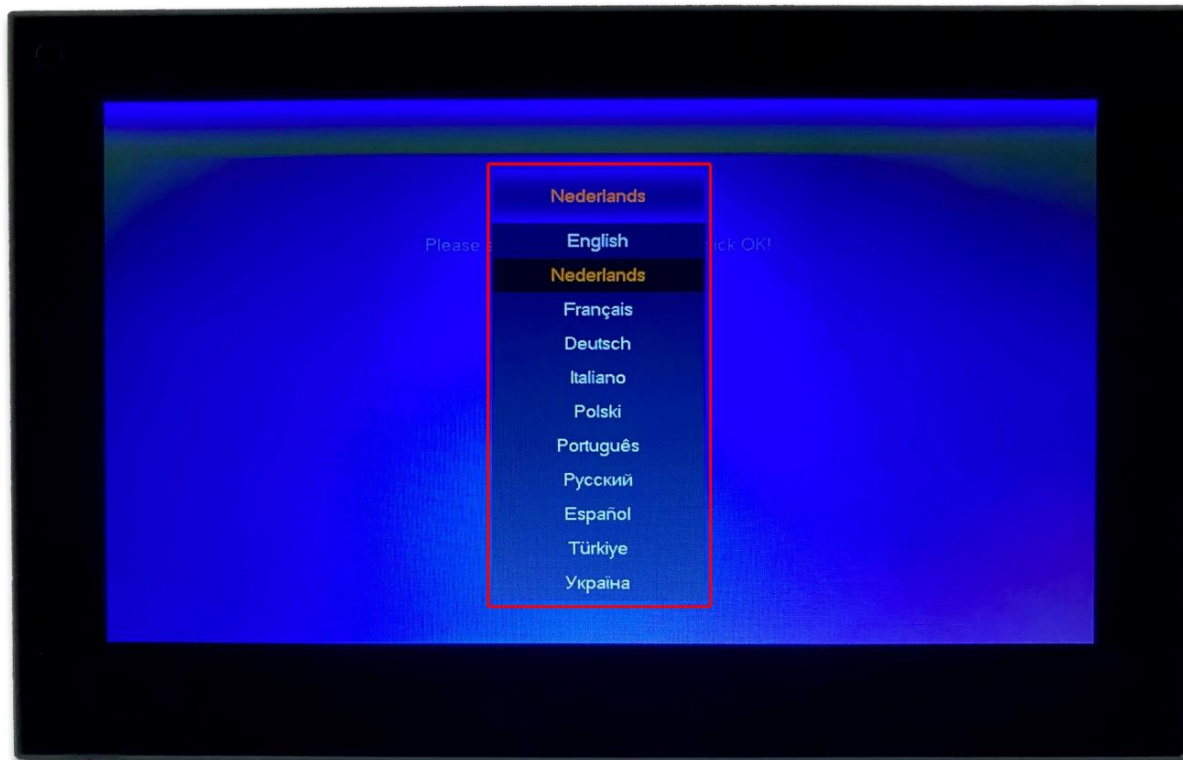 Nederlands
Please
ick OK!
English
Nederlands
Français
Deutsch
Italiano
Polski
Português
Русский
Español
Türkiye
Україна